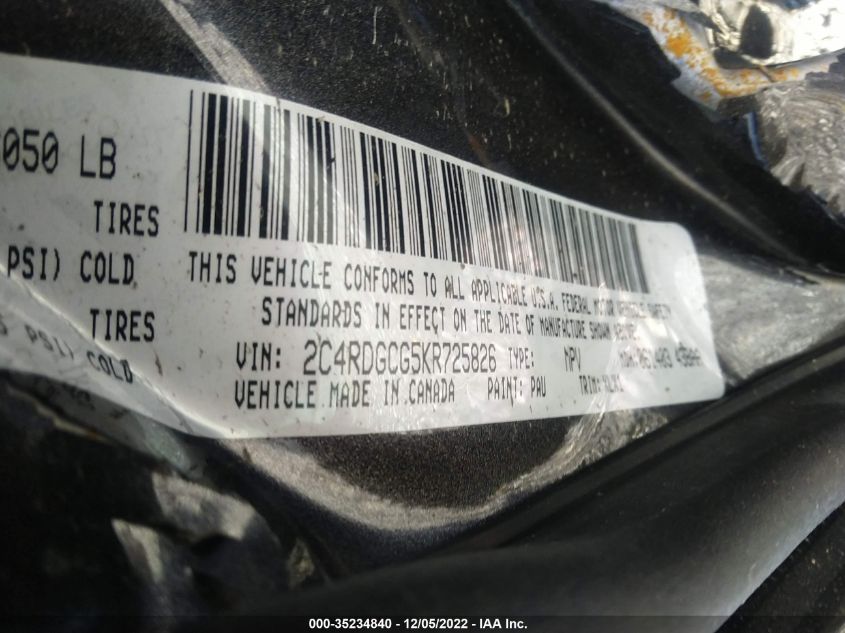 050 LB
TIRES
PSI) COLD
TIRES
PSI) COLD
THIS VEHICLE CONFORMS TO ALL APPLICABLE U.S.A. FEDERAL MOTOR VEHICLE SAFETY
STANDARDS IN EFFECT ON THE DATE OF MANUFACTURE SHOWN ABOVE.
VIN: 2C4RDGCG5KR725826 TYPE: MPV
VEHICLE MADE IN CANADA PAINT: PAU TRIM:
000-35234840 - 12/05/2022 - IAA Inc.